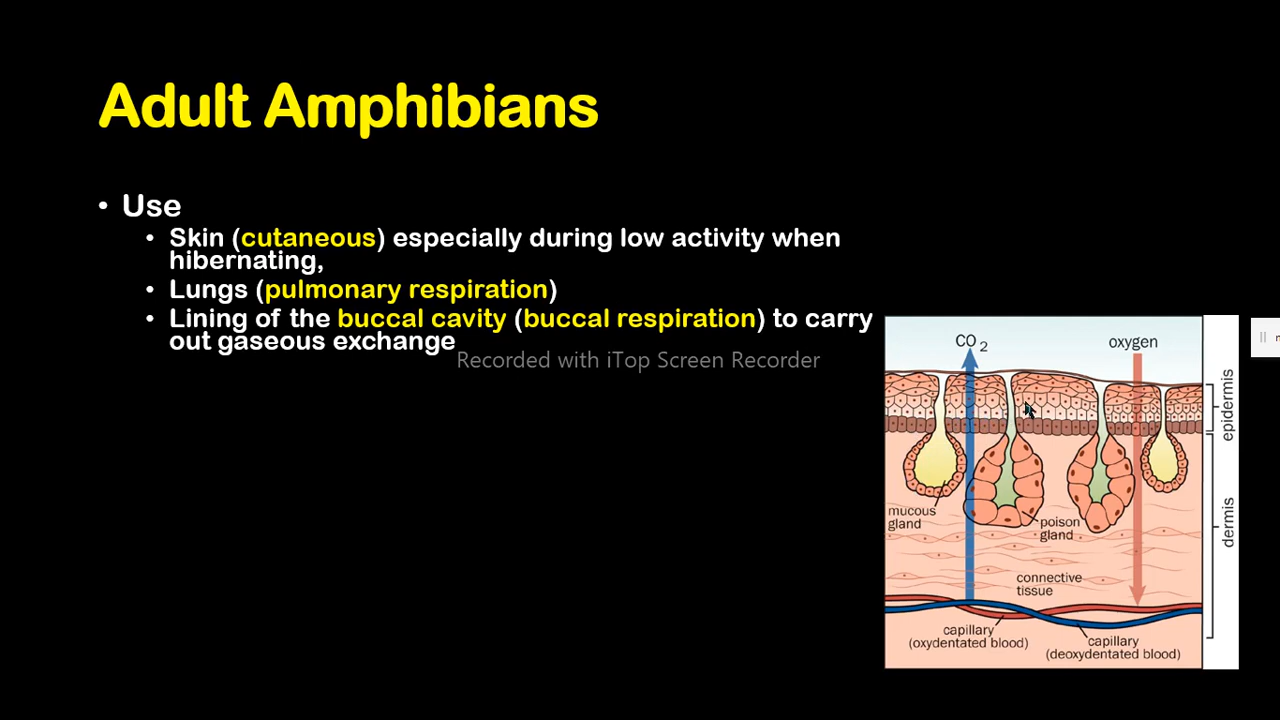 Adult Amphibians
• Use
• Skin (cutaneous) especially during low activity when
hibernating,
• Lungs (pulmonary respiration)
• Lining of the buccal cavity (buccal respiration) to carry
out gaseous exchange
Recorded with iTop Screen Recorder
CO2
oxygen
epidermis
mucous
gland
poison
gland
dermis
connective
tissue
capillary
(oxydentated blood)
capillary
(deoxydentated blood)